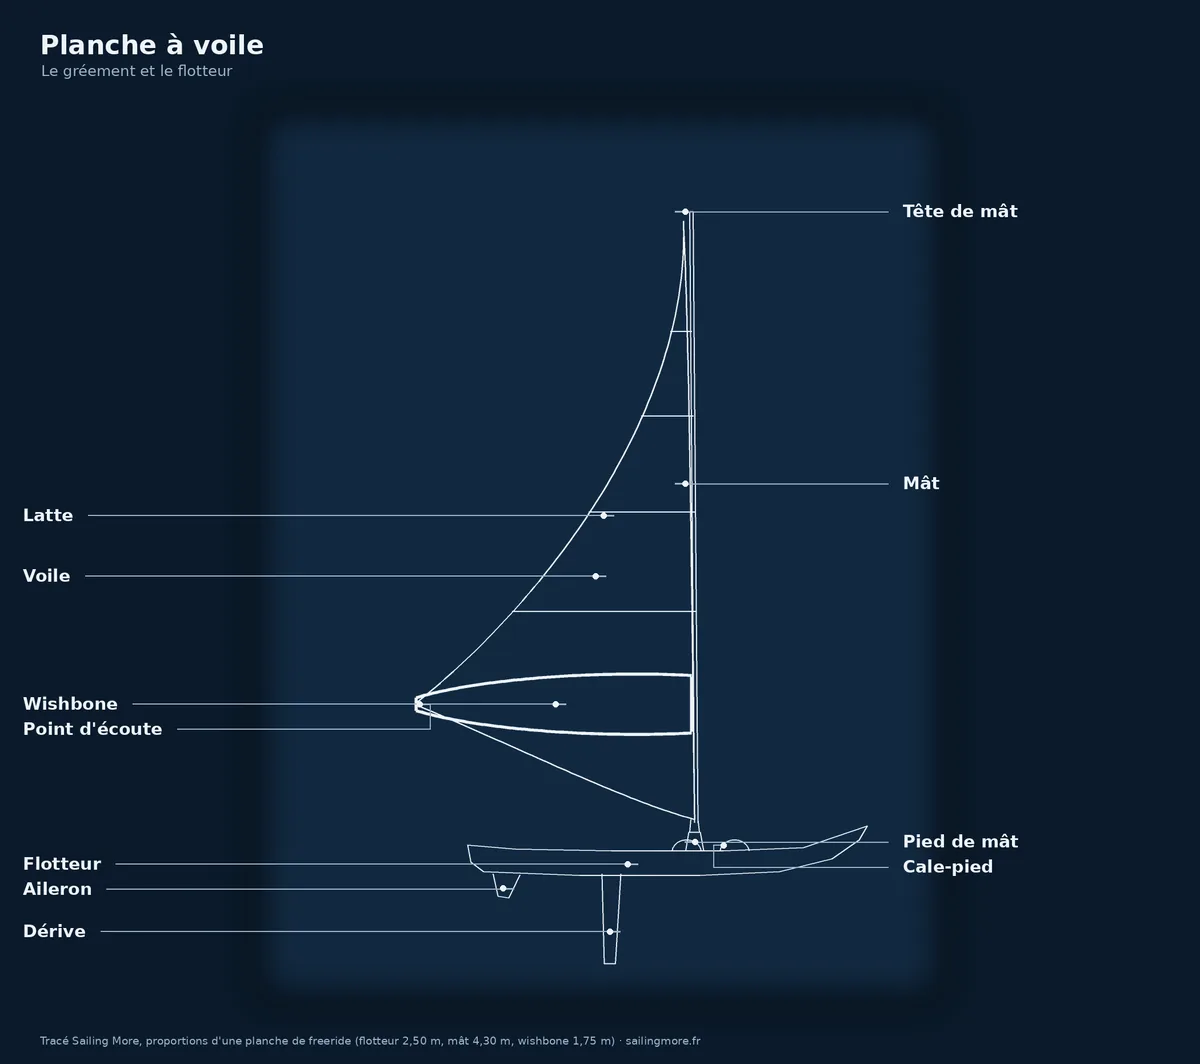 Planche à voile
Le gréement et le flotteur
Tête de mât
Mât
Latte
Voile
Wishbone
Point d'écoute
Pied de mât
Cale-pied
Flotteur
Aileron
Dérive
Tracé Sailing More, proportions d'une planche de freeride (flotteur 2,50 m, mât 4,30 m, wishbone 1,75 m) · sailingmore.fr